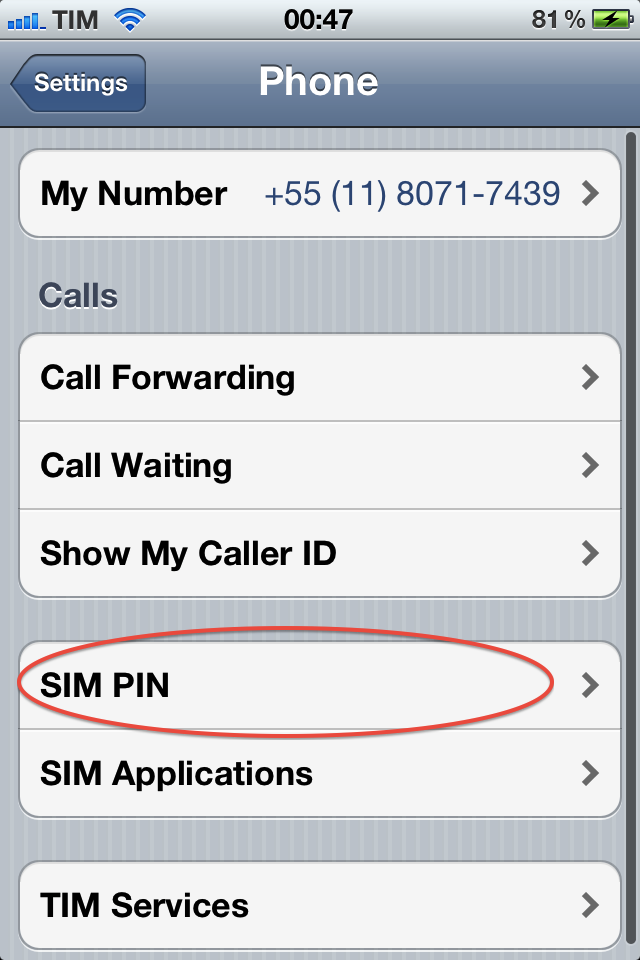 TIM 00:47 81 %
Settings Phone
My Number +55 (11) 8071-7439
Calls
Call Forwarding
Call Waiting
Show My Caller ID
SIM PIN
SIM Applications
TIM Services